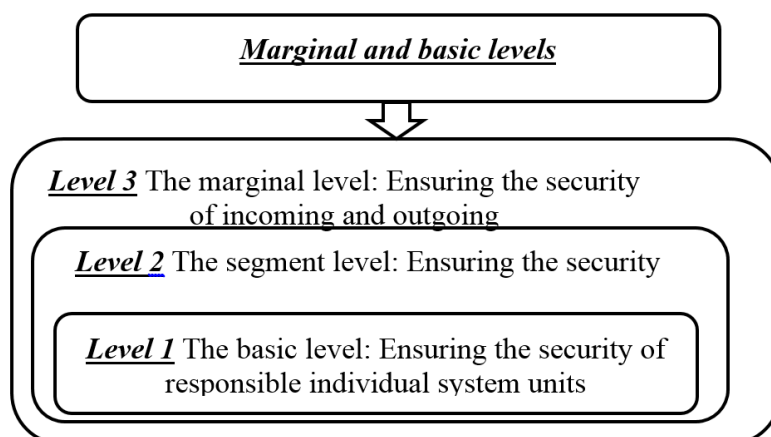 Marginal and basic levels
Level 3 The marginal level: Ensuring the security
of incoming and outgoing
Level 2 The segment level: Ensuring the security
Level 1 The basic level: Ensuring the security of
responsible individual system units